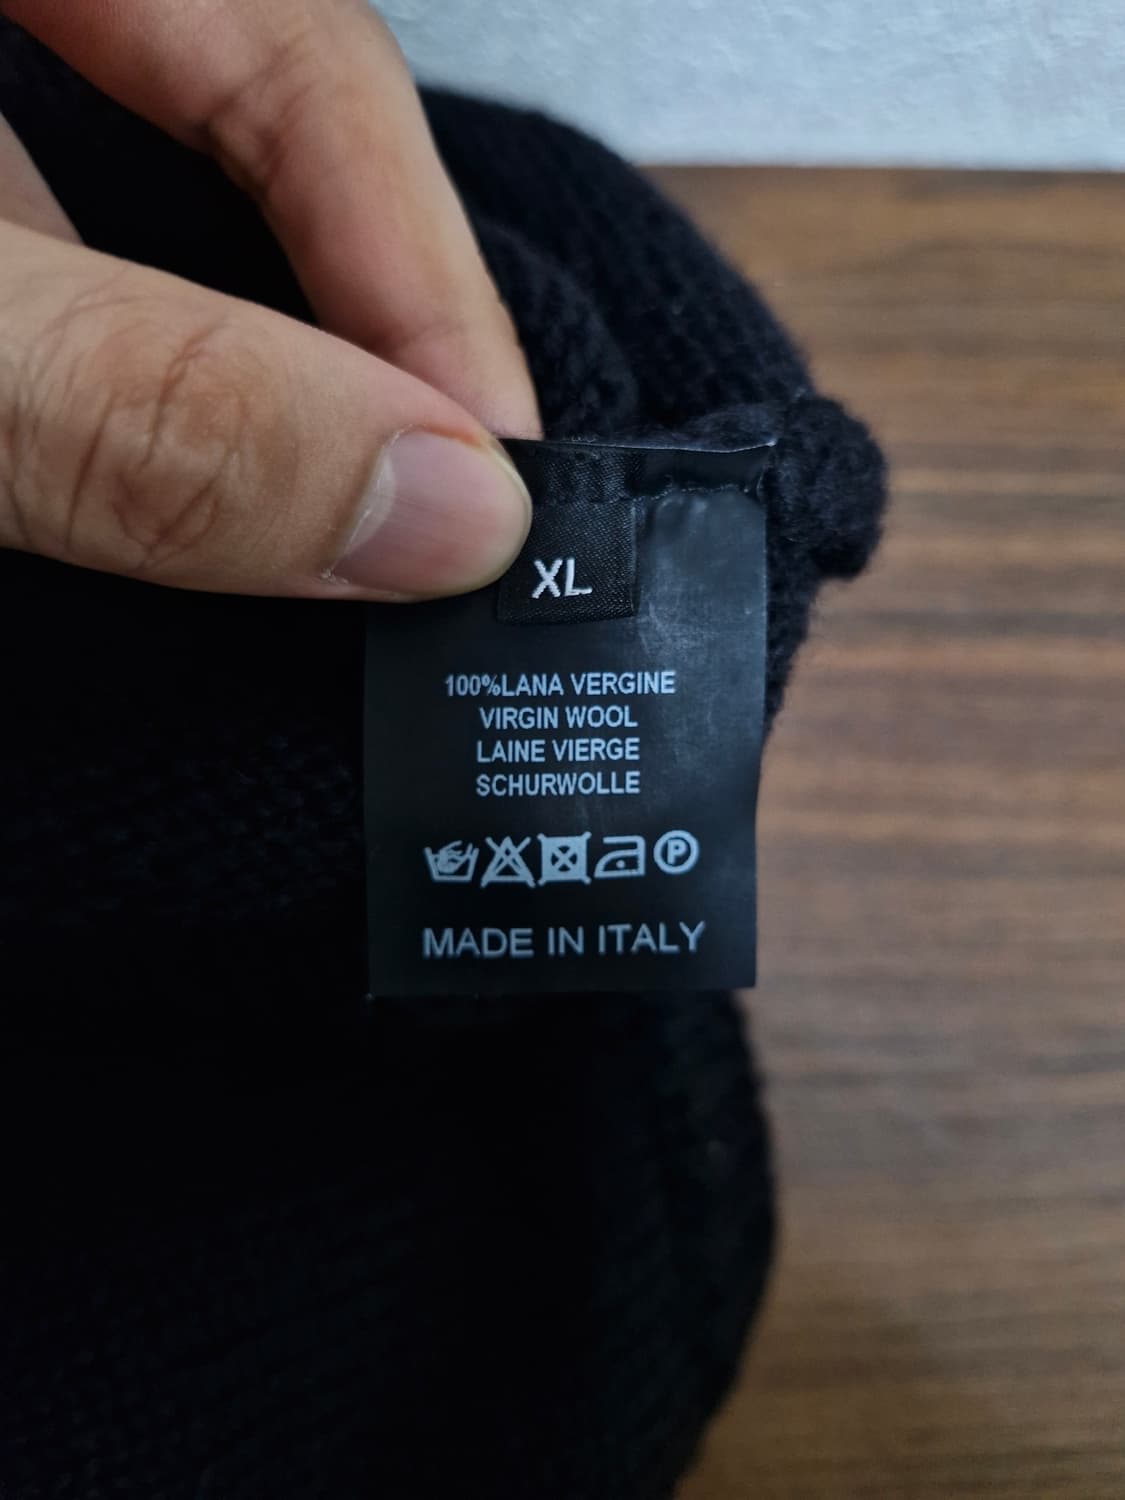 XL
100%LANA VERGINE
VIRGIN WOOL
LAINE VIERGE
SCHURWOLLE
P
MADE IN ITALY